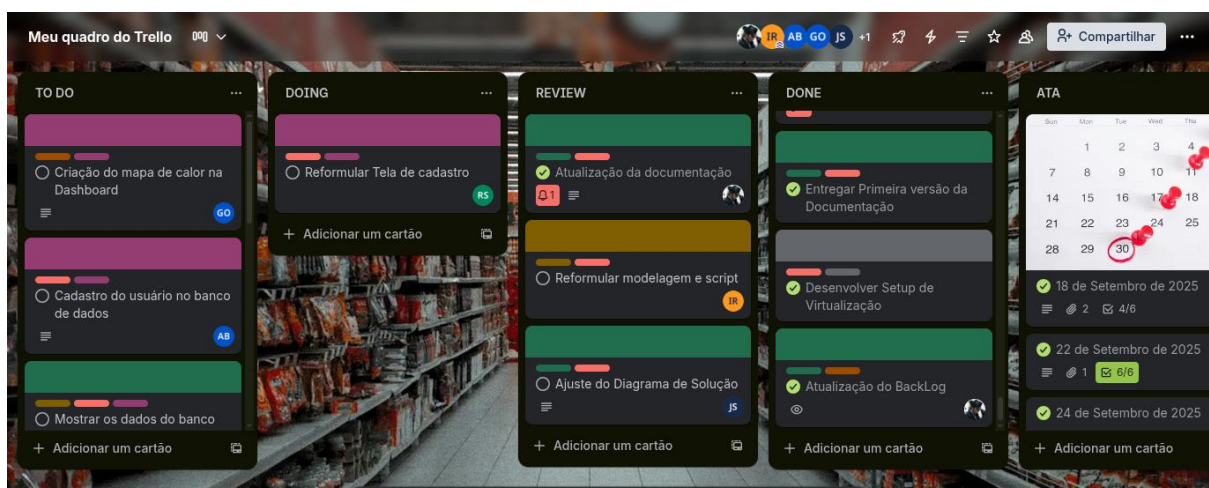 Meu quadro do Trello
IR AB GO JS +1
Compartilhar
TO DO
Criação do mapa de calor na
Dashboard
GO
Cadastro do usuário no banco
de dados
AB
Mostrar os dados do banco
Adicionar um cartão
DOING
Reformular Tela de cadastro
RS
Adicionar um cartão
REVIEW
Atualização da documentação
1
Reformular modelagem e script
IR
Ajuste do Diagrama de Solução
JS
Adicionar um cartão
DONE
Entregar Primeira versão da
Documentação
Desenvolver Setup de
Virtualização
Atualização do BackLog
Adicionar um cartão
ATA
Sun Mon Tue Wed Thu
1 2 3 4
7 8 9 10 11
14 15 16 17 18
21 22 23 24 25
28 29 30
18 de Setembro de 2025
2 4/6
22 de Setembro de 2025
1 6/6
24 de Setembro de 2025
Adicionar um cartão